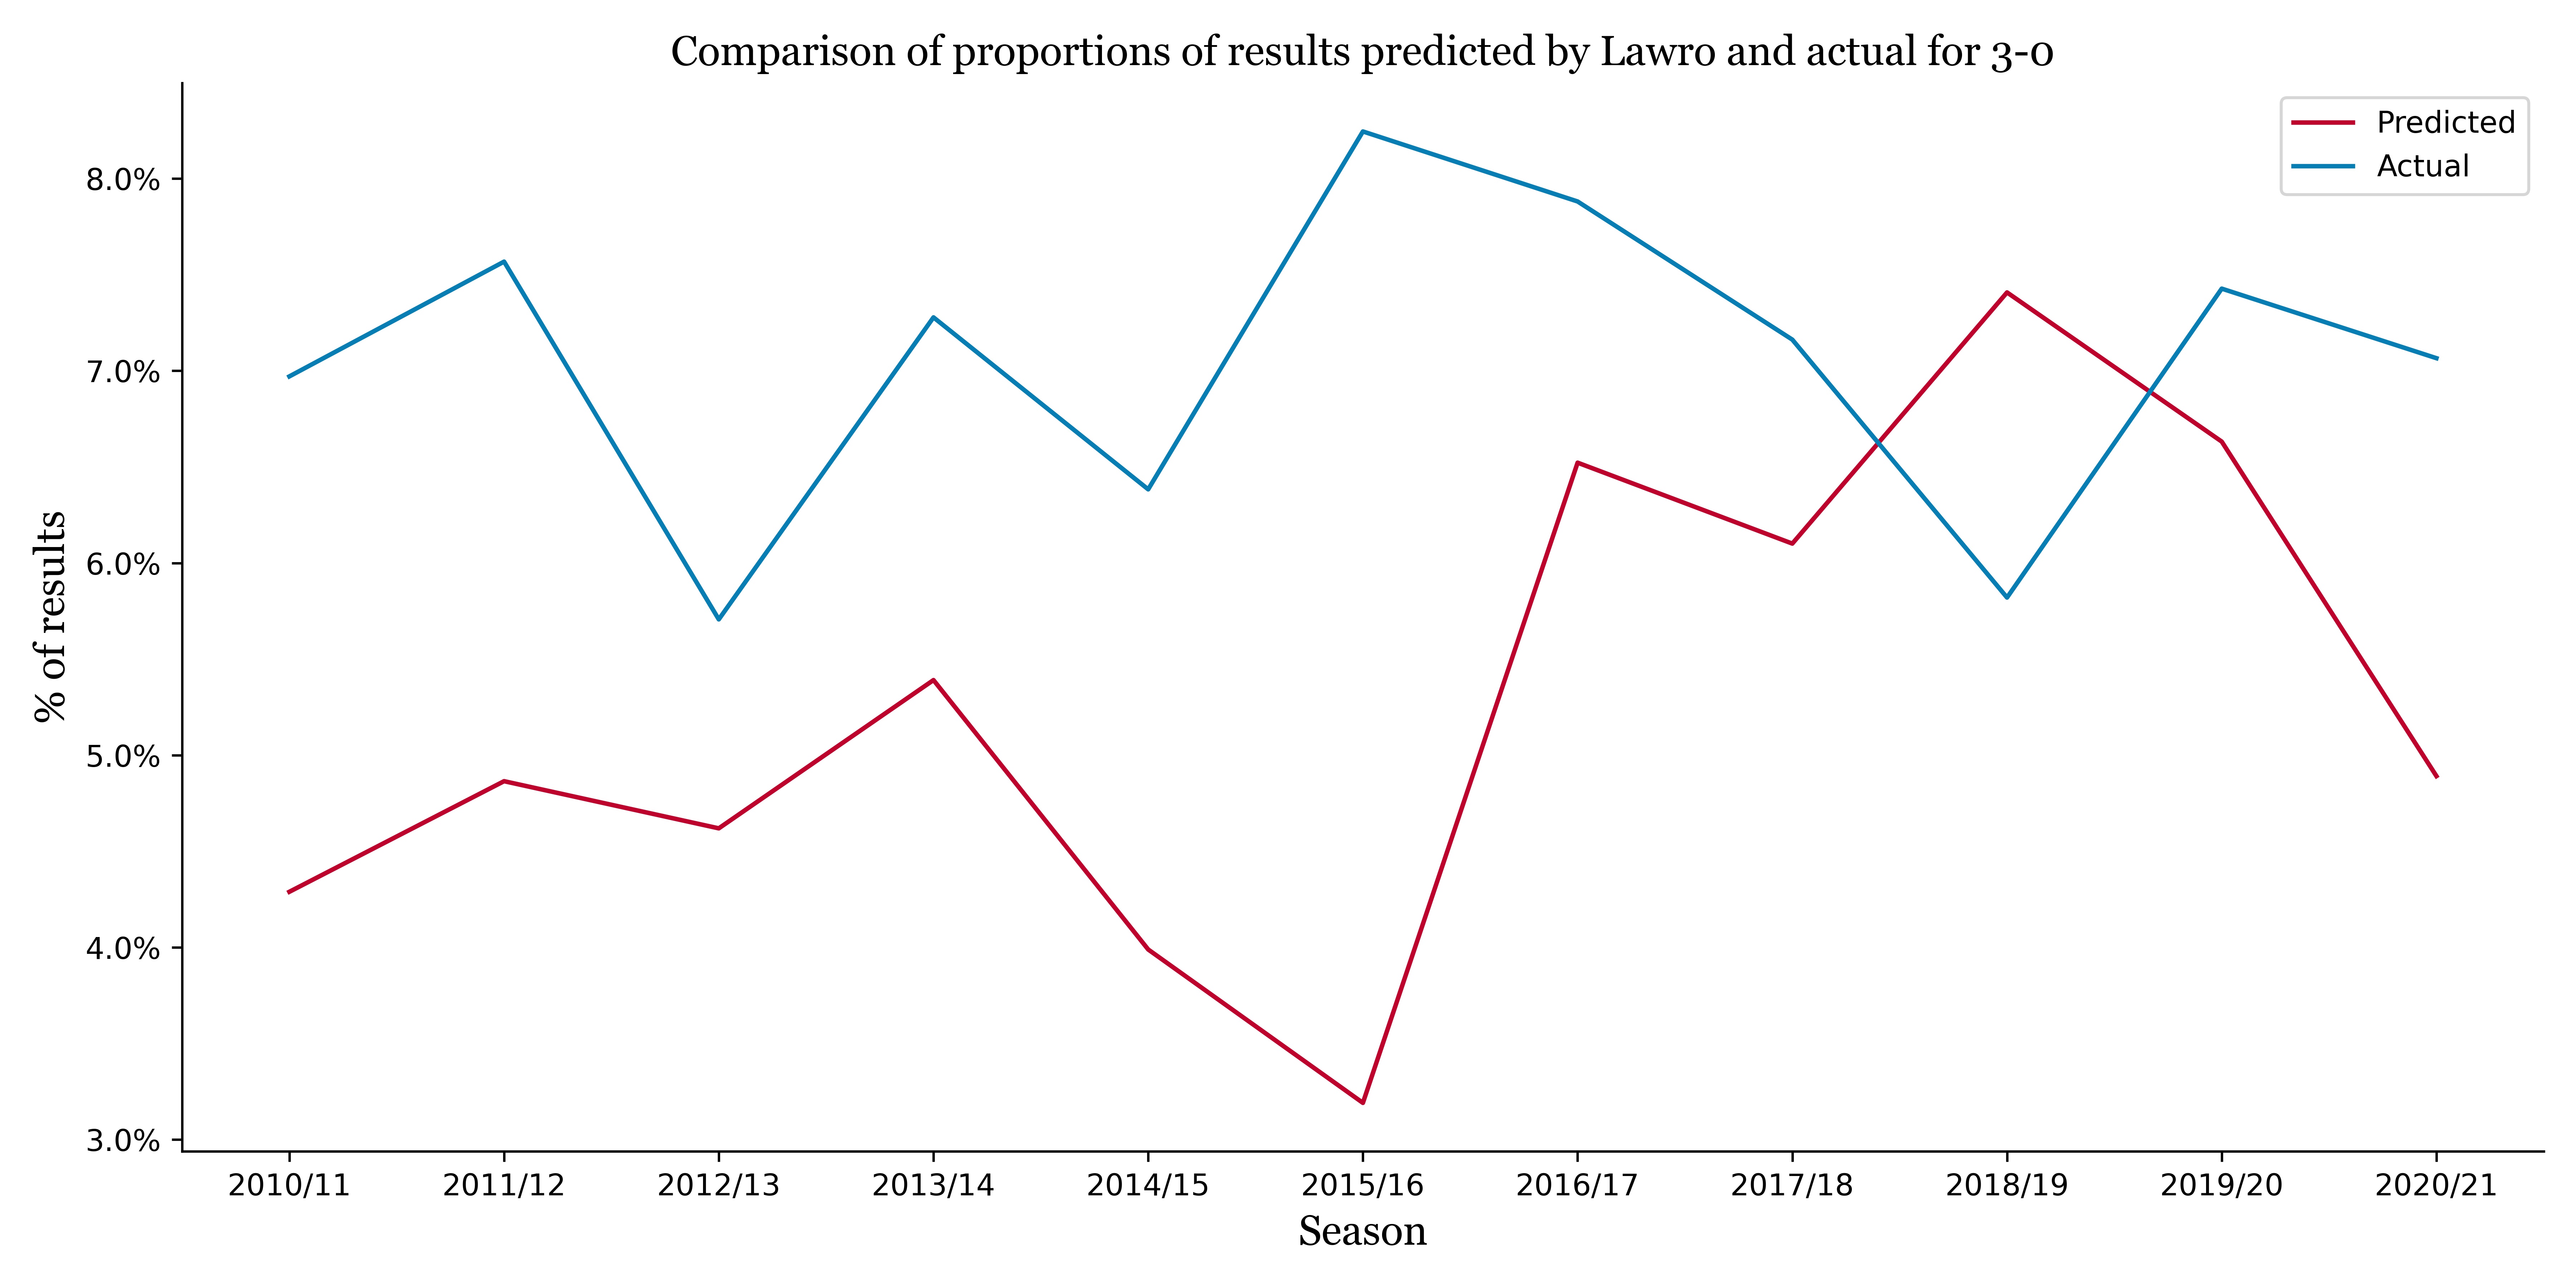 Comparison of proportions of results predicted by Lawro and actual for 3-0
Predicted
Actual
8.0%
7.0%
6.0%
5.0%
4.0%
3.0%
% of results
2010/11 2011/12 2012/13 2013/14 2014/15 2015/16 2016/17 2017/18 2018/19 2019/20 2020/21
Season